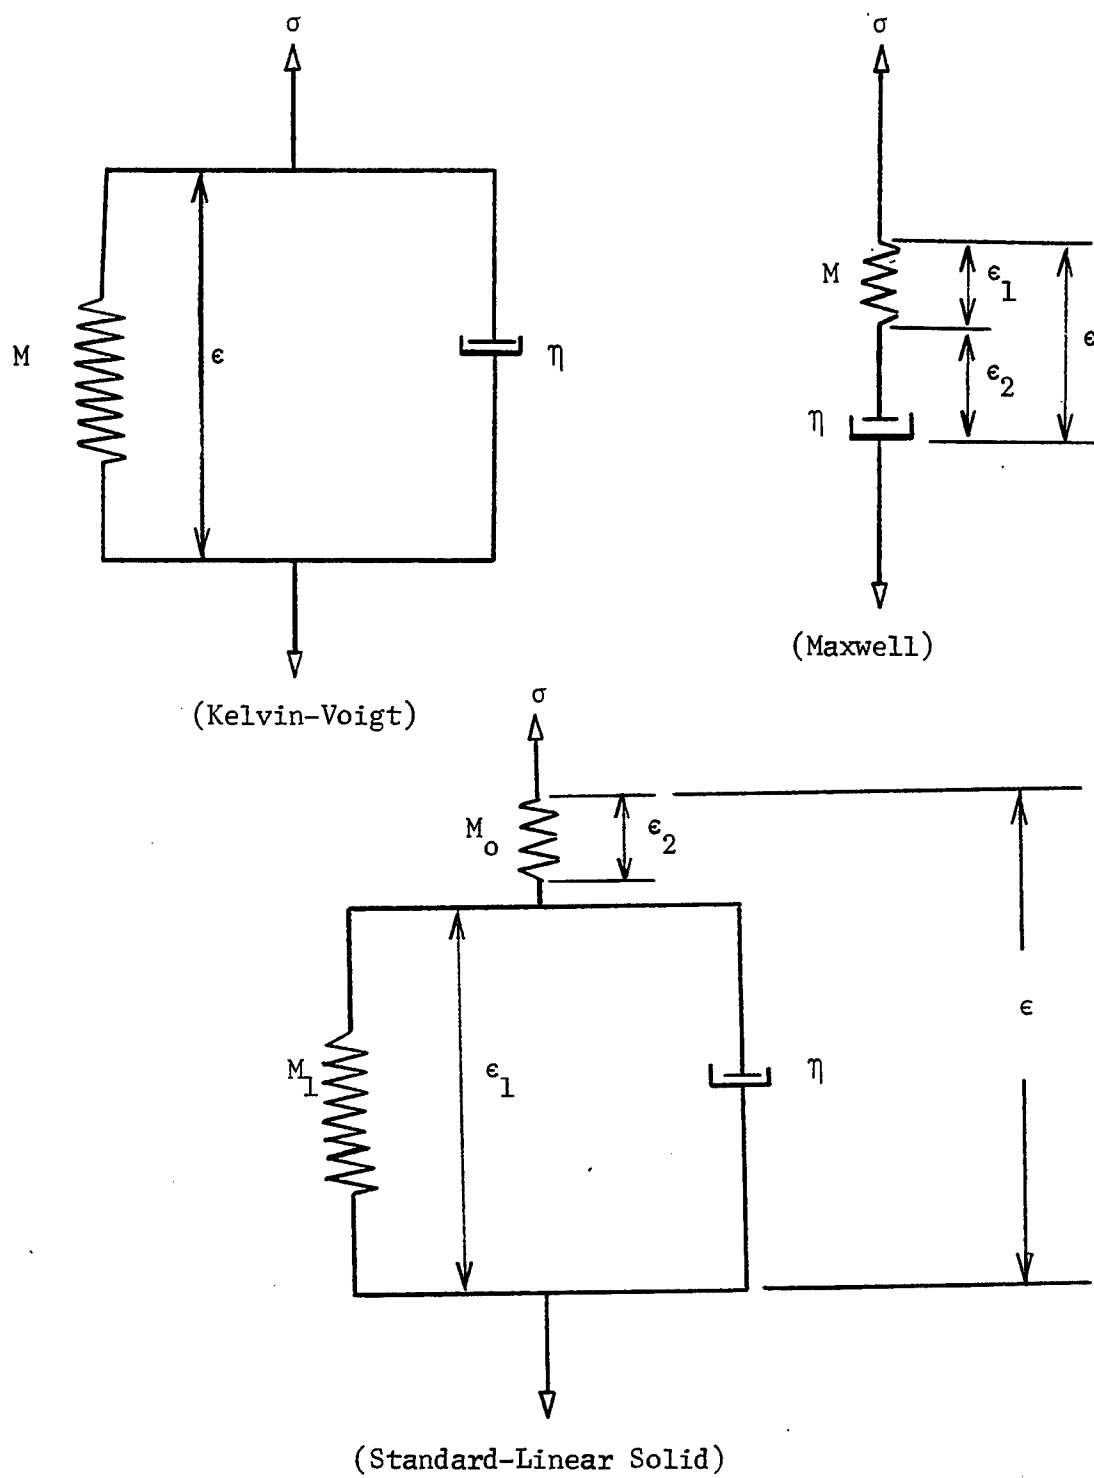 σ
M
ϵ
η
(Kelvin-Voigt)
σ
M
ϵ1
ϵ2
ϵ
η
(Maxwell)
σ
Mo
ϵ2
M1
ϵ1
η
ϵ
(Standard-Linear Solid)